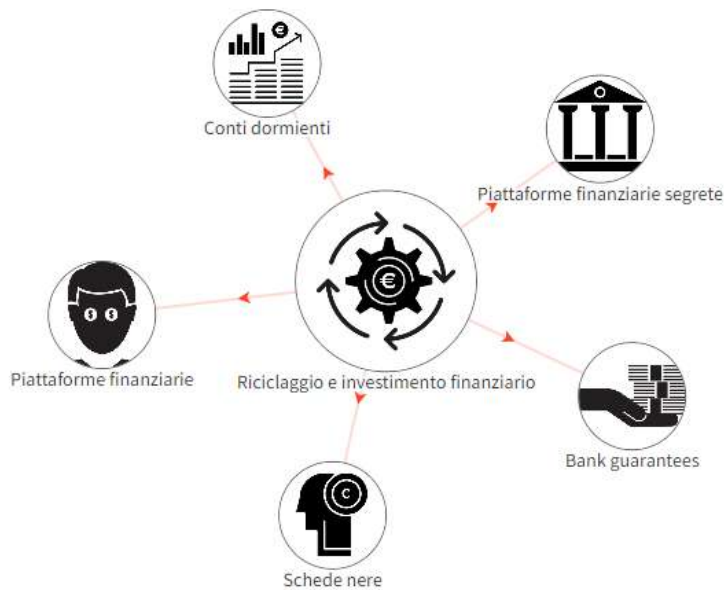 Conti dormienti
Piattaforme finanziarie segrete
Piattaforme finanziarie
Riciclaggio e investimento finanziario
Bank guarantees
Schede nere